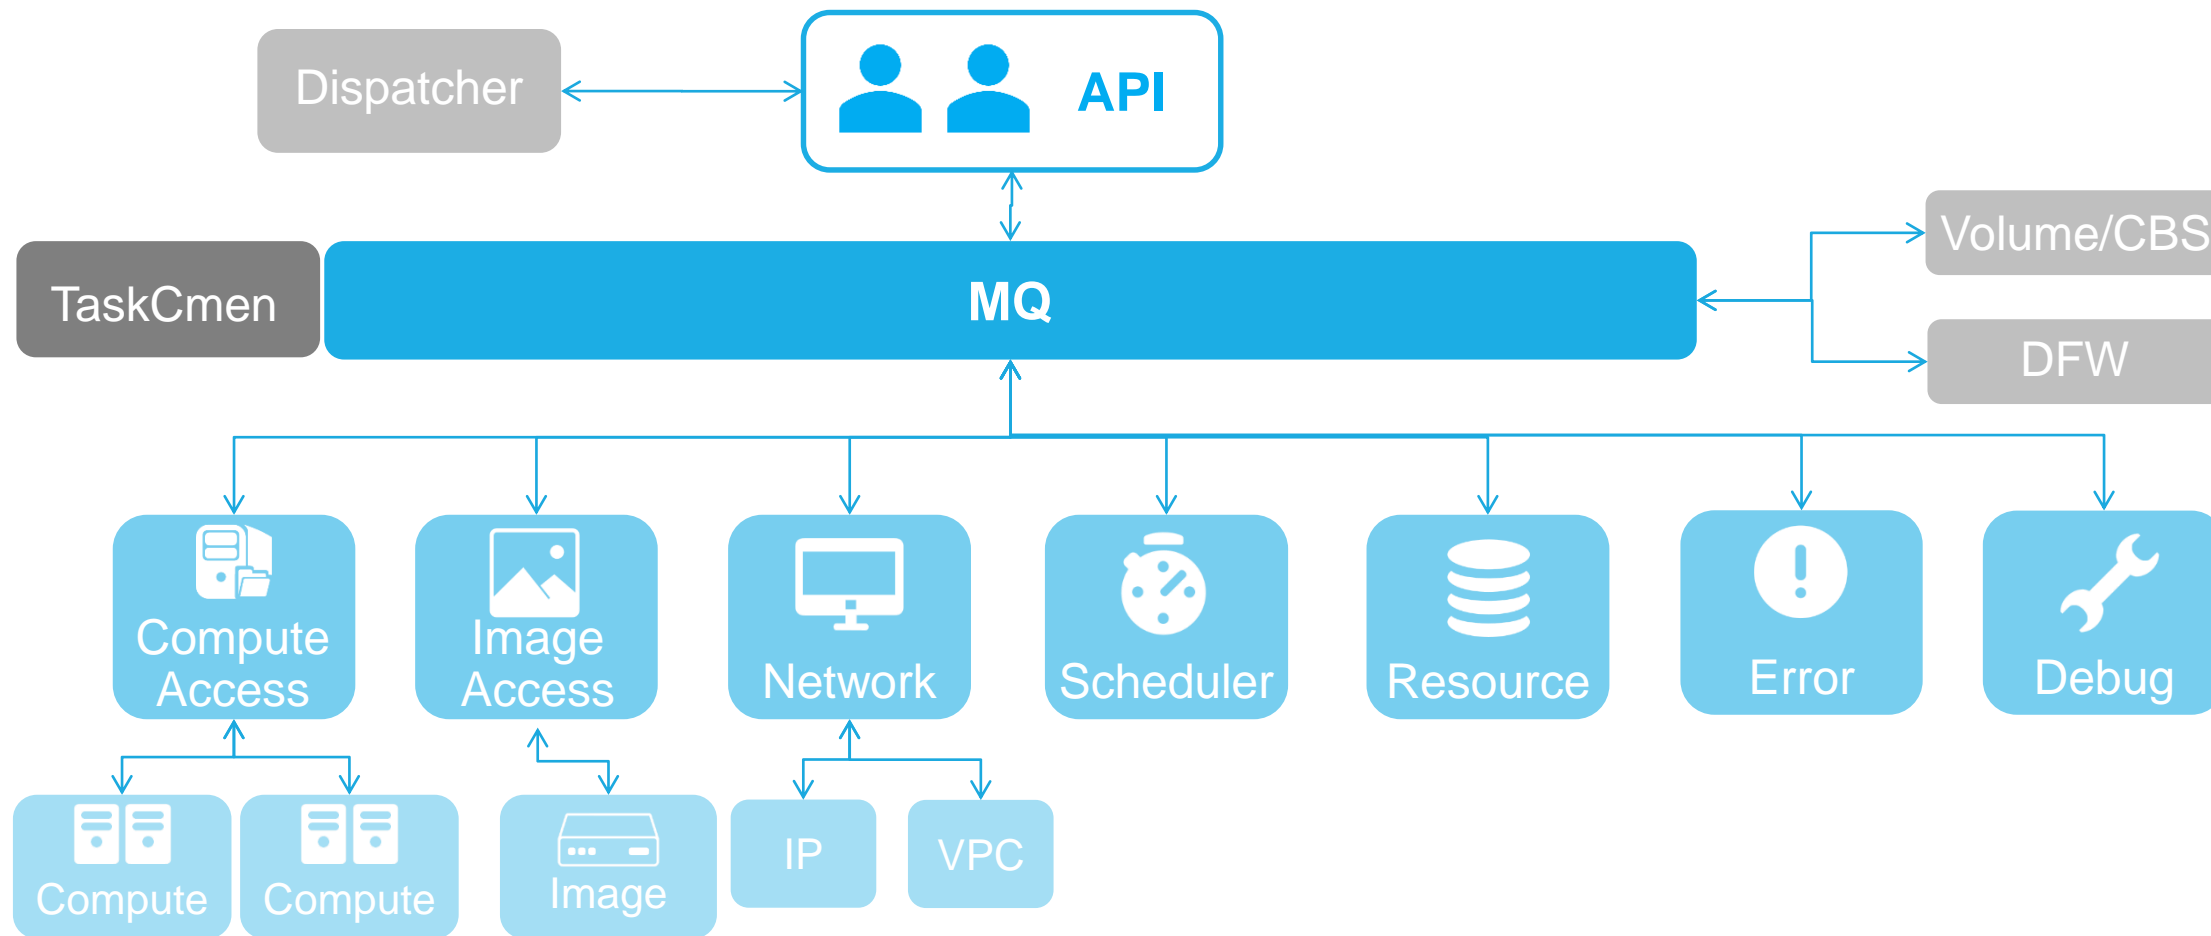 Dispatcher
API
Volume/CBS
TaskCmen
MQ
DFW
Compute
Access
Image
Access
Network
Scheduler
Resource
Error
Debug
Compute
Compute
Image
IP
VPC